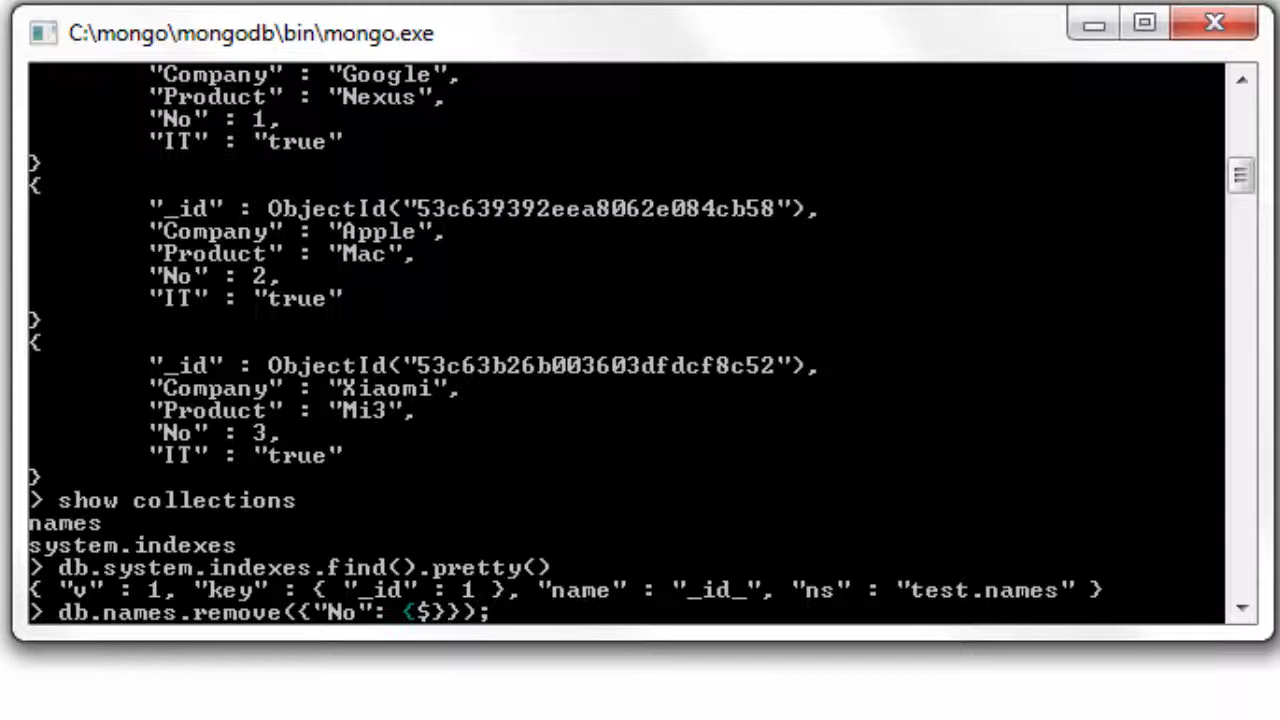 C:\mongo\mongodb\bin\mongo.exe
"Company" : "Google",
"Product" : "Nexus",
"No" : 1,
"IT" : "true"
}
{
"_id" : ObjectId("53c639392eea8062e084cb58"),
"Company" : "Apple",
"Product" : "Mac",
"No" : 2,
"IT" : "true"
}
{
"_id" : ObjectId("53c63b26b003603dfdcf8c52"),
"Company" : "Xiaomi",
"Product" : "Mi3",
"No" : 3,
"IT" : "true"
}
> show collections
names
system.indexes
> db.system.indexes.find().pretty()
{ "v" : 1, "key" : { "_id" : 1 }, "name" : "_id_", "ns" : "test.names" }
> db.names.remove({"No": {$}});